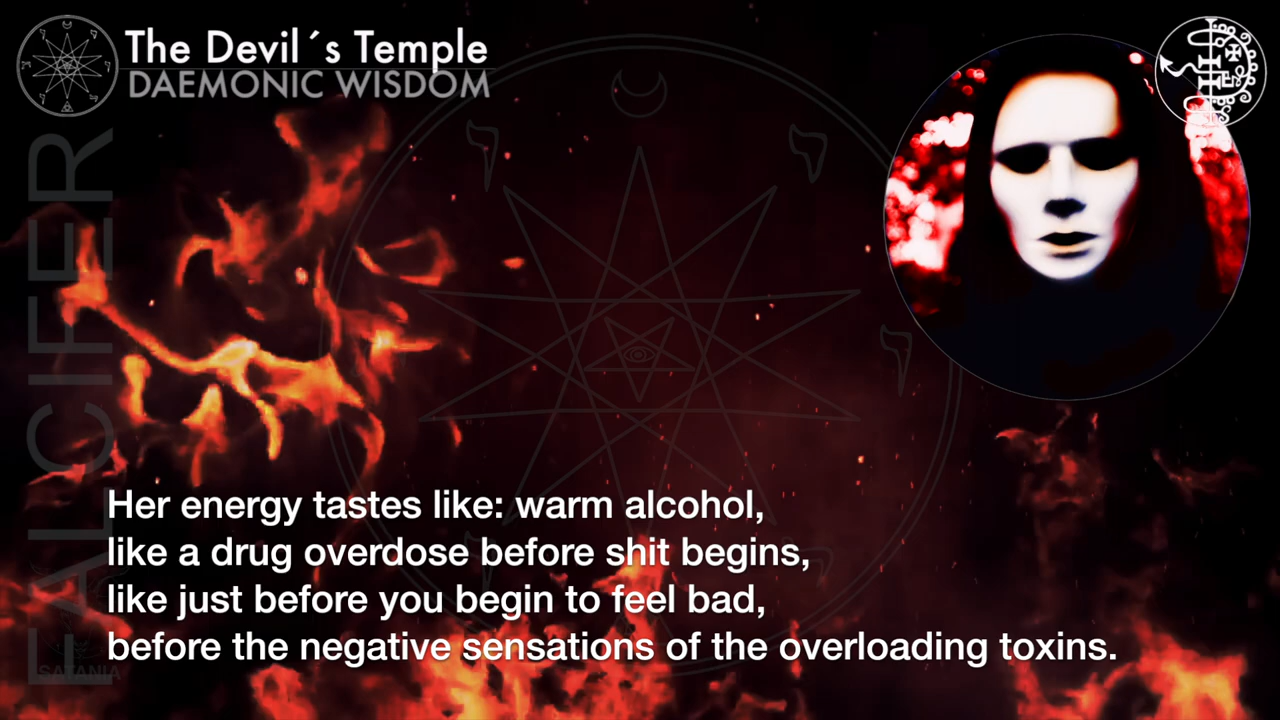 The Devil´s Temple
DAEMONIC WISDOM
FALCIFER
Her energy tastes like: warm alcohol,
like a drug overdose before shit begins,
like just before you begin to feel bad,
before the negative sensations of the overloading toxins.
SATANIA